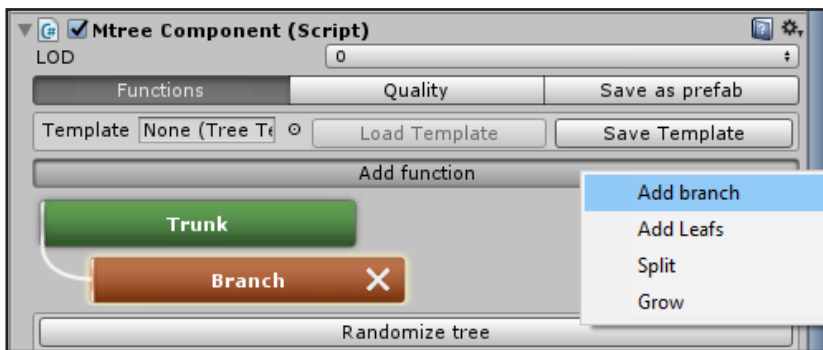 Mtree Component (Script)
LOD 0
Functions Quality Save as prefab
Template None (Tree Te Load Template Save Template
Add function
Add branch
Trunk
Add Leafs
Split
Branch
Grow
Randomize tree